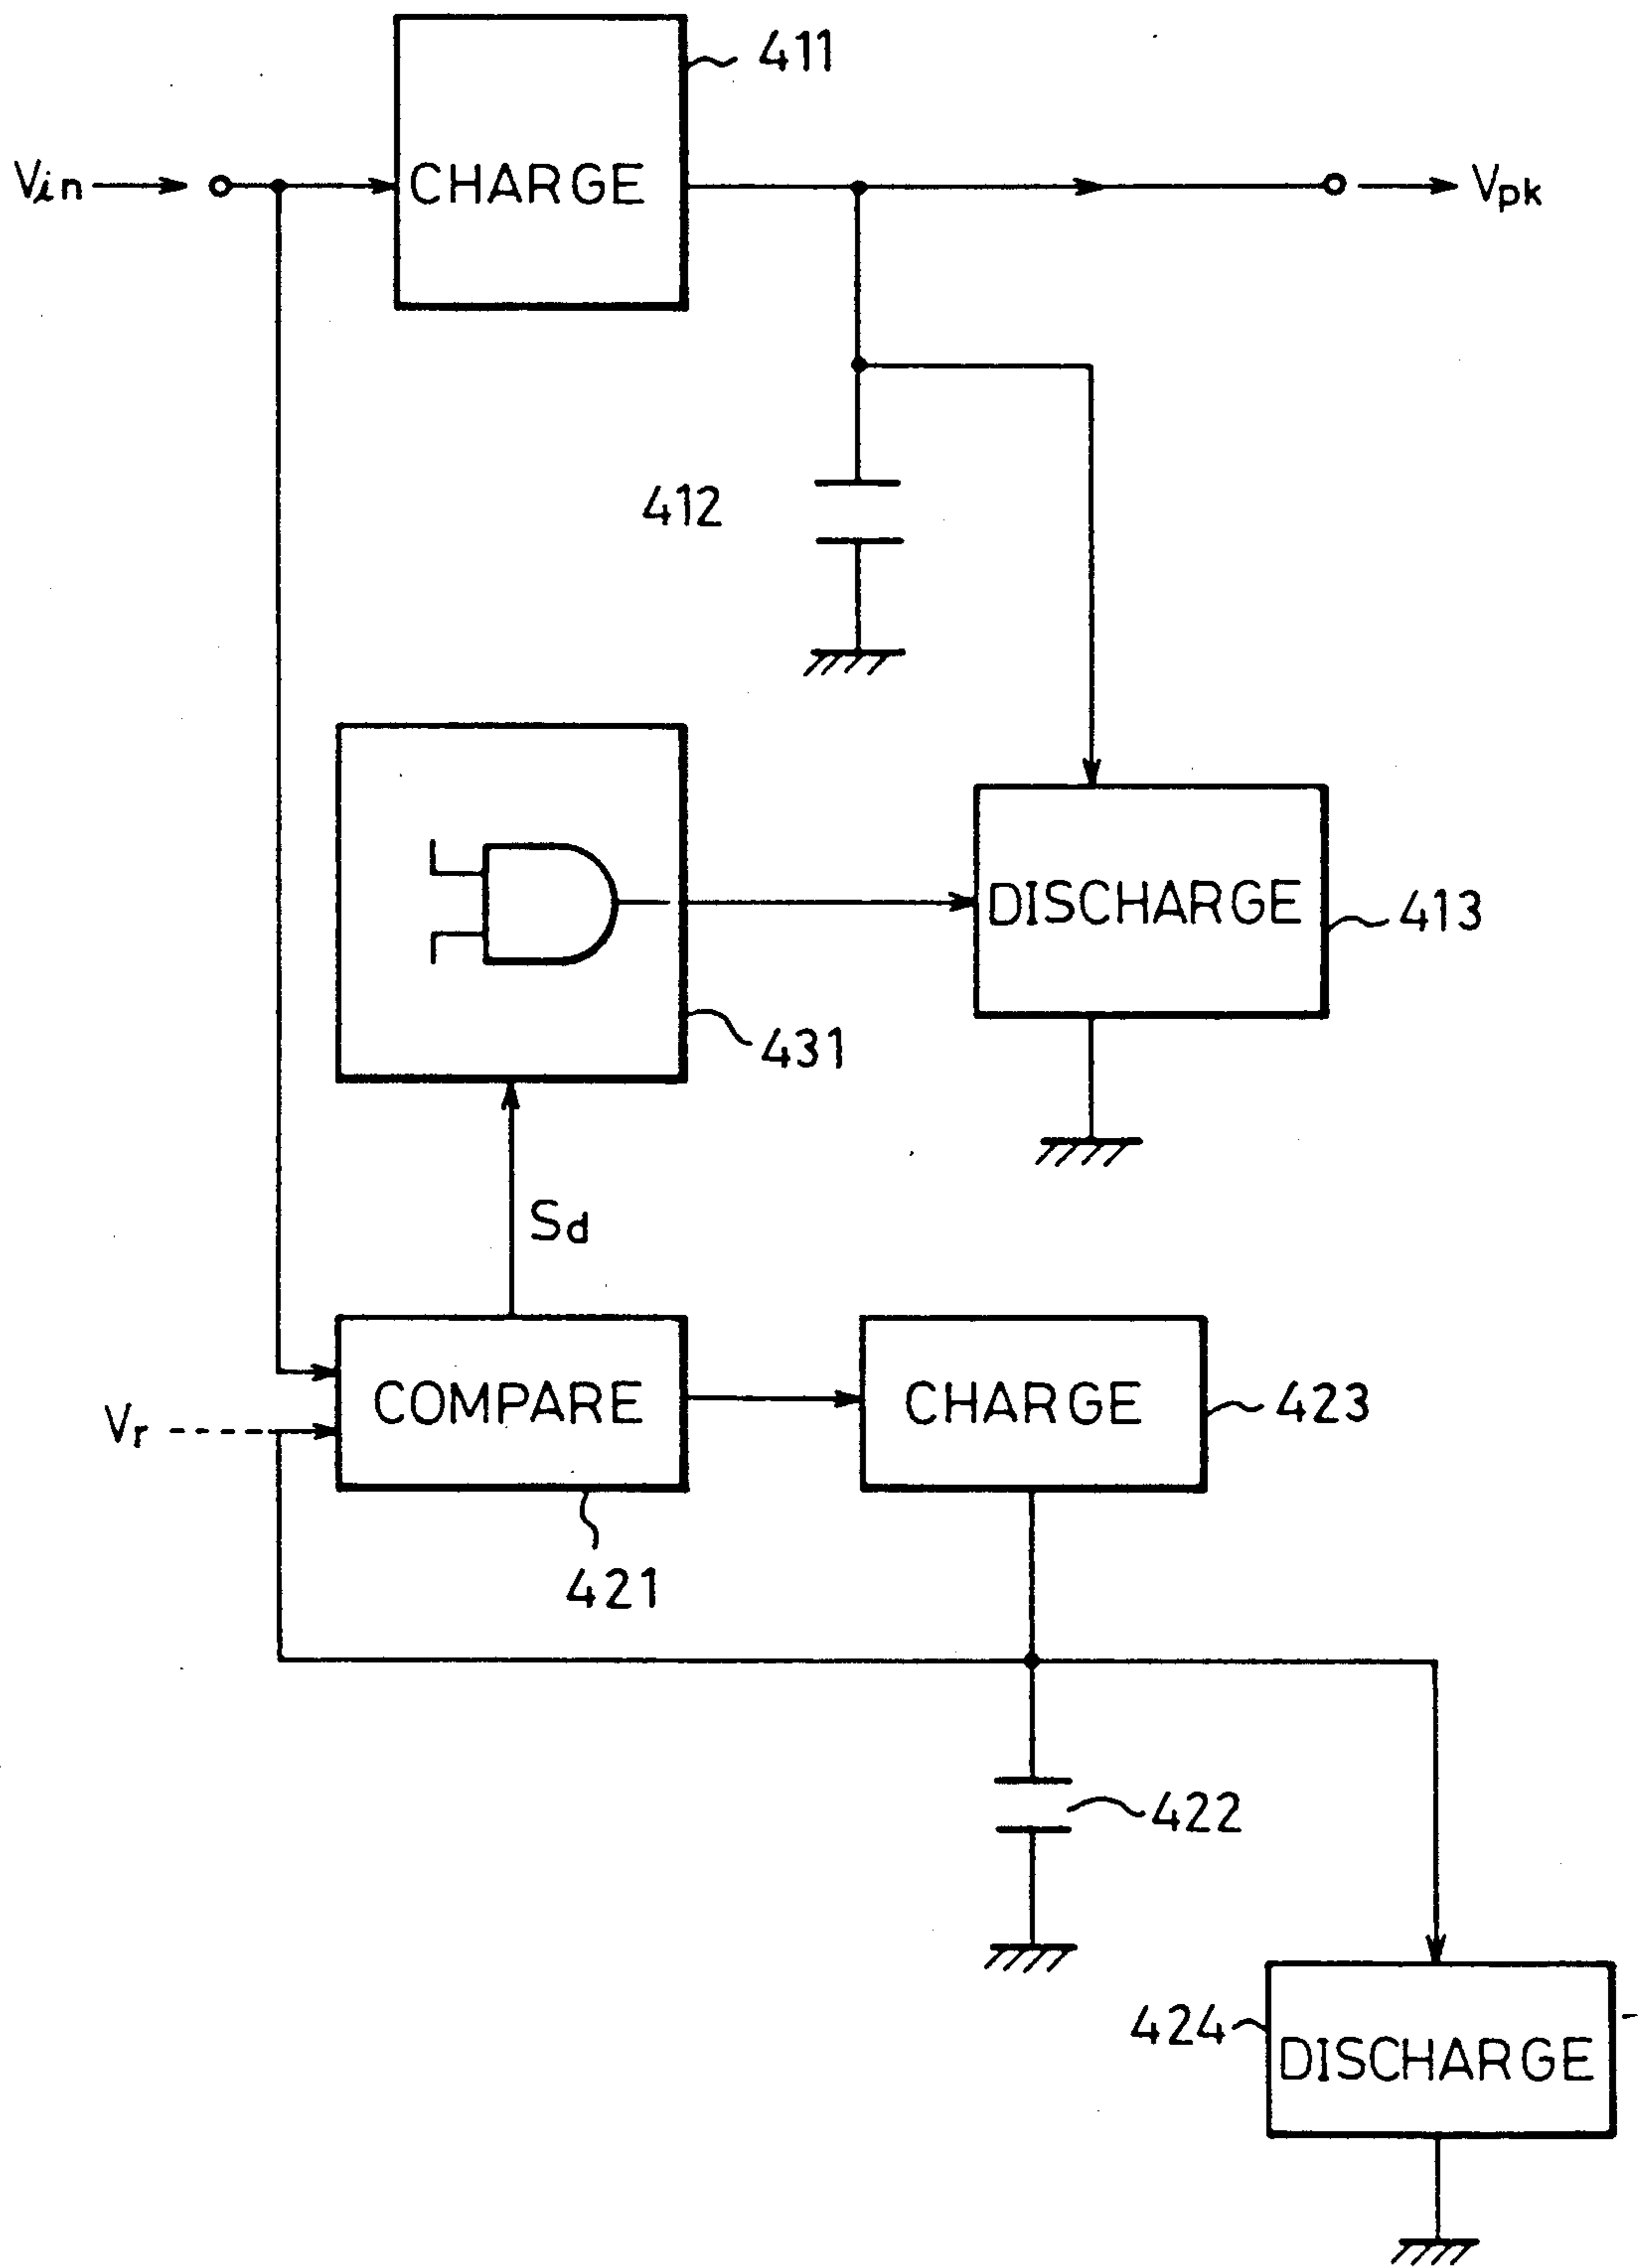 411
Vin
CHARGE
Vpk
412
DISCHARGE
413
431
Sd
COMPARE
CHARGE
423
Vr
421
422
424
DISCHARGE